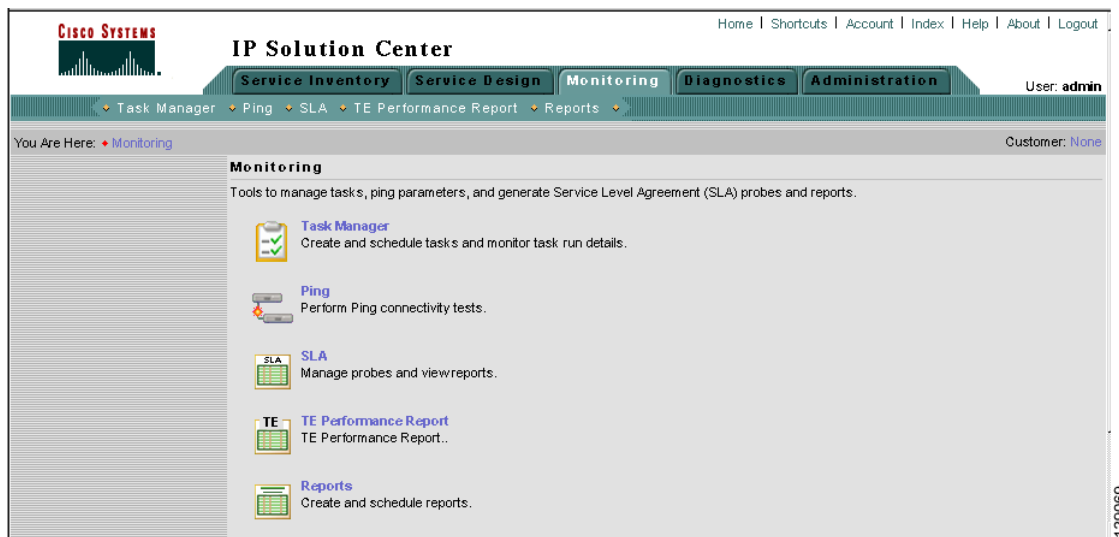 Home | Shortcuts | Account | Index | Help | About | Logout
CISCO SYSTEMS
IP Solution Center
Service Inventory Service Design Monitoring Diagnostics Administration
User: admin
Task Manager Ping SLA TE Performance Report Reports
You Are Here: Monitoring Customer: None
Monitoring
Tools to manage tasks, ping parameters, and generate Service Level Agreement (SLA) probes and reports.
Task Manager
Create and schedule tasks and monitor task run details.
Ping
Perform Ping connectivity tests.
SLA
SLA
Manage probes and view reports.
TE
TE Performance Report
TE Performance Report..
Reports
Create and schedule reports.